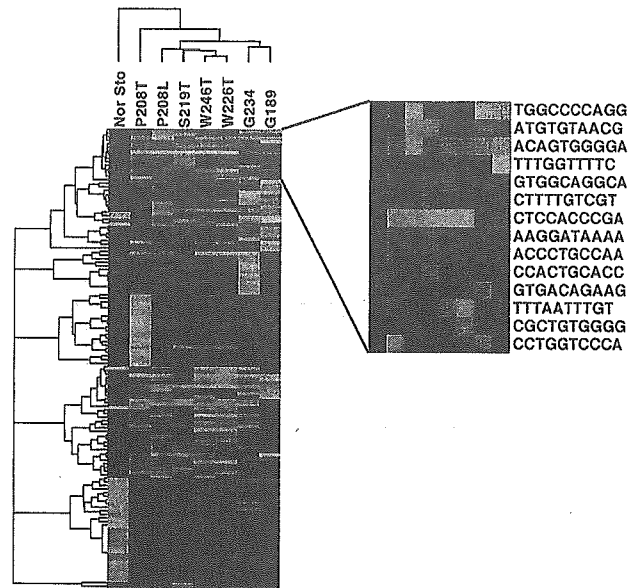 Nor Sto
P208T
P208L
S219T
W246T
W226T
G234
G189
TGGCCCCAGG
ATGTGTAACG
ACAGTGGGGA
TTTGGTTTTC
GTGGCAGGCA
CTTTTGTCGT
CTCCACCCGA
AAGGATAAAA
ACCCTGCCAA
CCACTGCACC
GTGACAGAAG
TTTAATTTGT
CGCTGTGGGG
CCTGGTCCCA